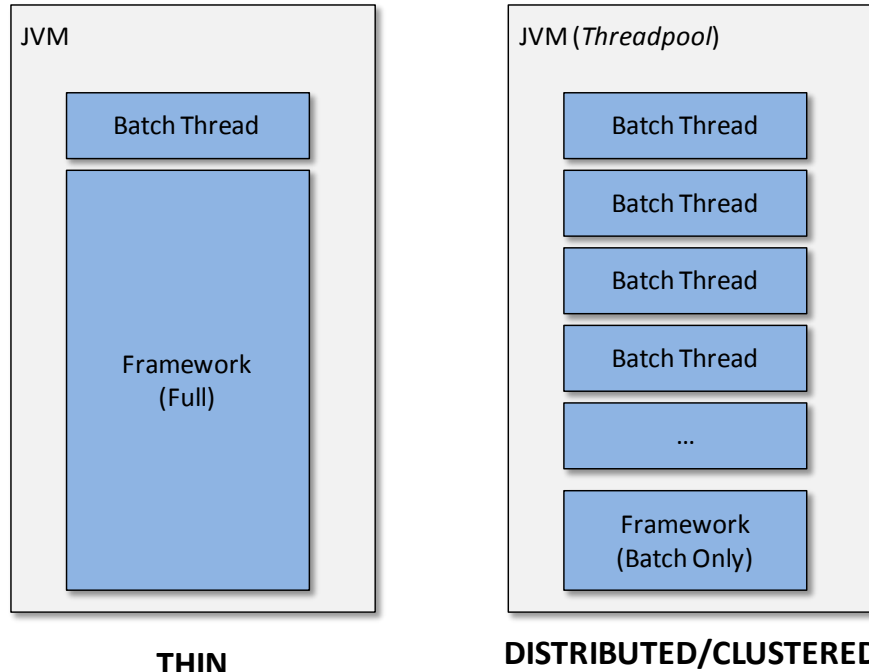 JVM
Batch Thread
Framework
(Full)
THIN
JVM (Threadpool)
Batch Thread
Batch Thread
Batch Thread
Batch Thread
...
Framework
(Batch Only)
DISTRIBUTED/CLUSTERED